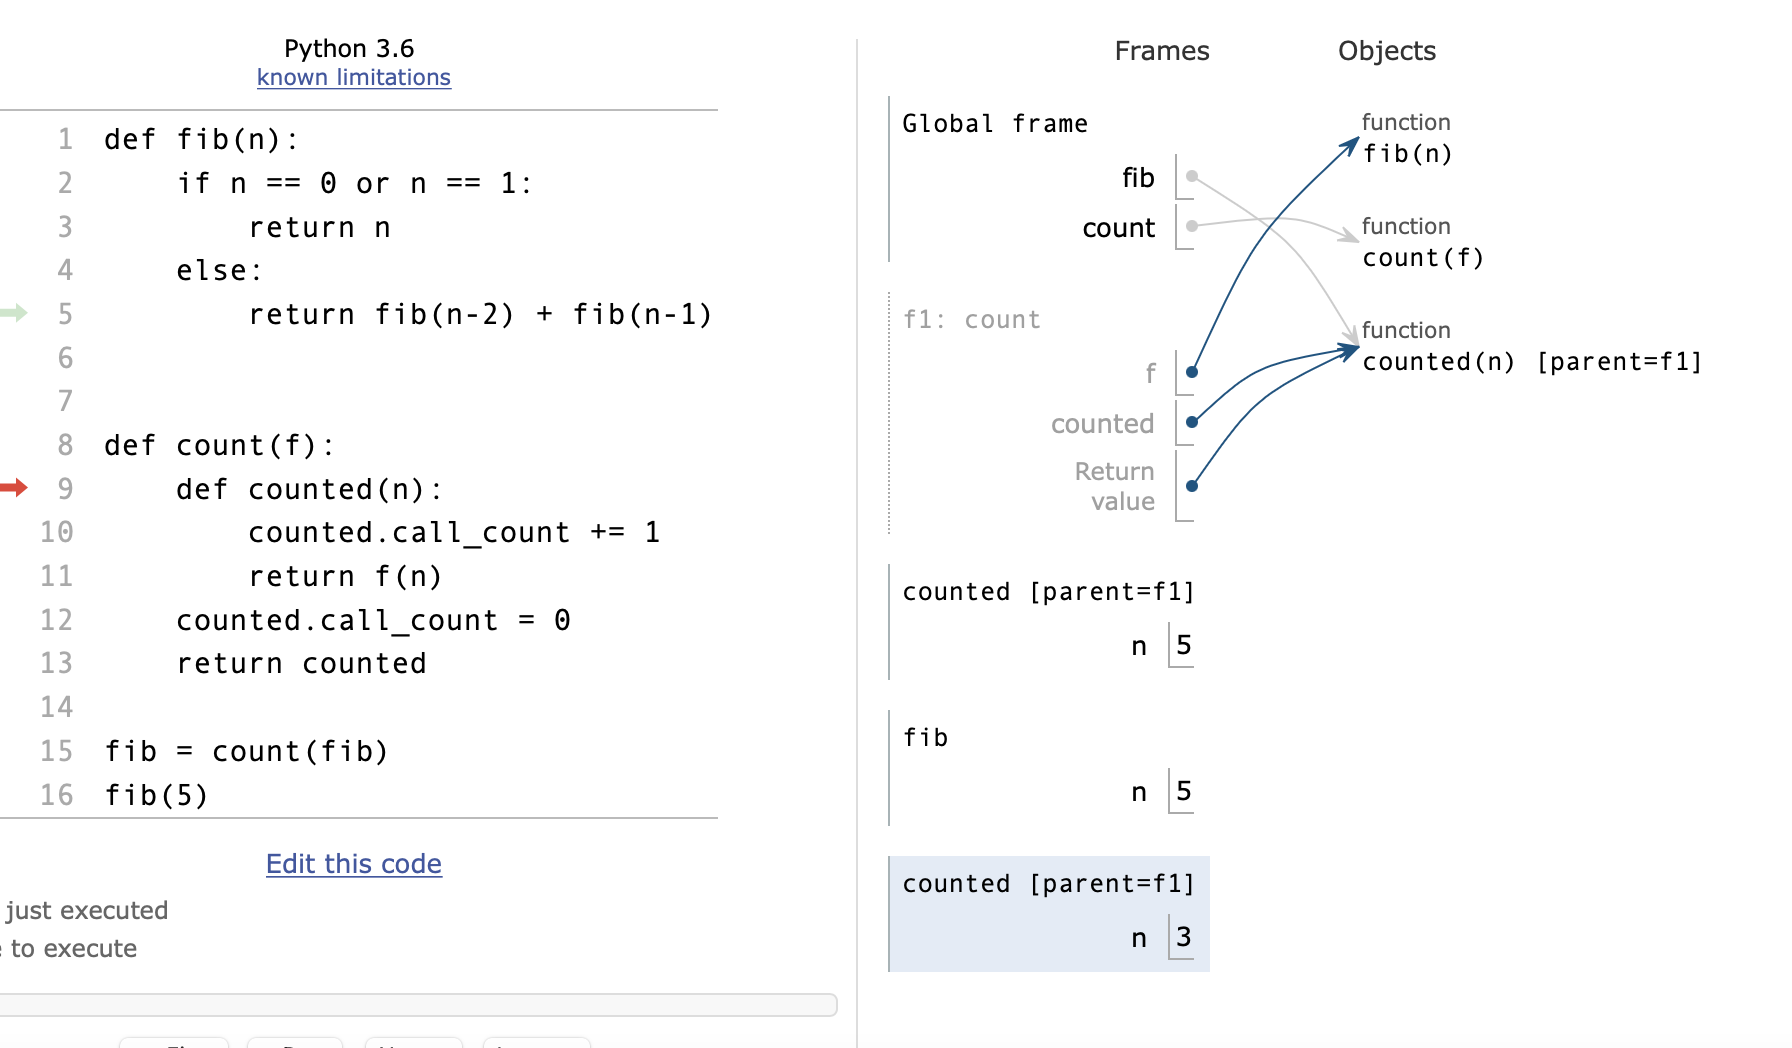 Python 3.6
known limitations
1 def fib(n):
2     if n == 0 or n == 1:
3         return n
4     else:
5         return fib(n-2) + fib(n-1)
6
7
8 def count(f):
9     def counted(n):
10         counted.call_count += 1
11         return f(n)
12     counted.call_count = 0
13     return counted
14
15 fib = count(fib)
16 fib(5)
Edit this code
just executed
to execute
Frames Objects
Global frame
fib
count
function
fib(n)
function
count(f)
function
counted(n) [parent=f1]
f1: count
f
counted
Return
value
counted [parent=f1]
n 5
fib
n 5
counted [parent=f1]
n 3